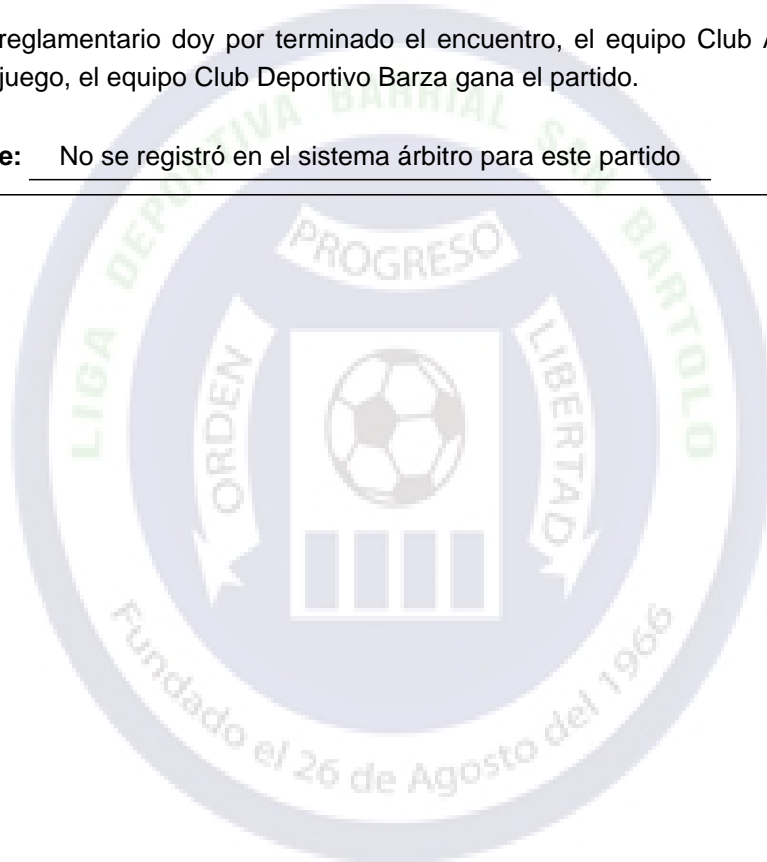 reglamentario doy por terminado el encuentro, el equipo Club A
juego, el equipo Club Deportivo Barza gana el partido.
e: No se registró en el sistema árbitro para este partido
LIGA DEPORTIVA BARRIAL SAN BARTOLO
PROGRESO
ORDEN
LIBERTAD
Fundado el 26 de Agosto del 1966